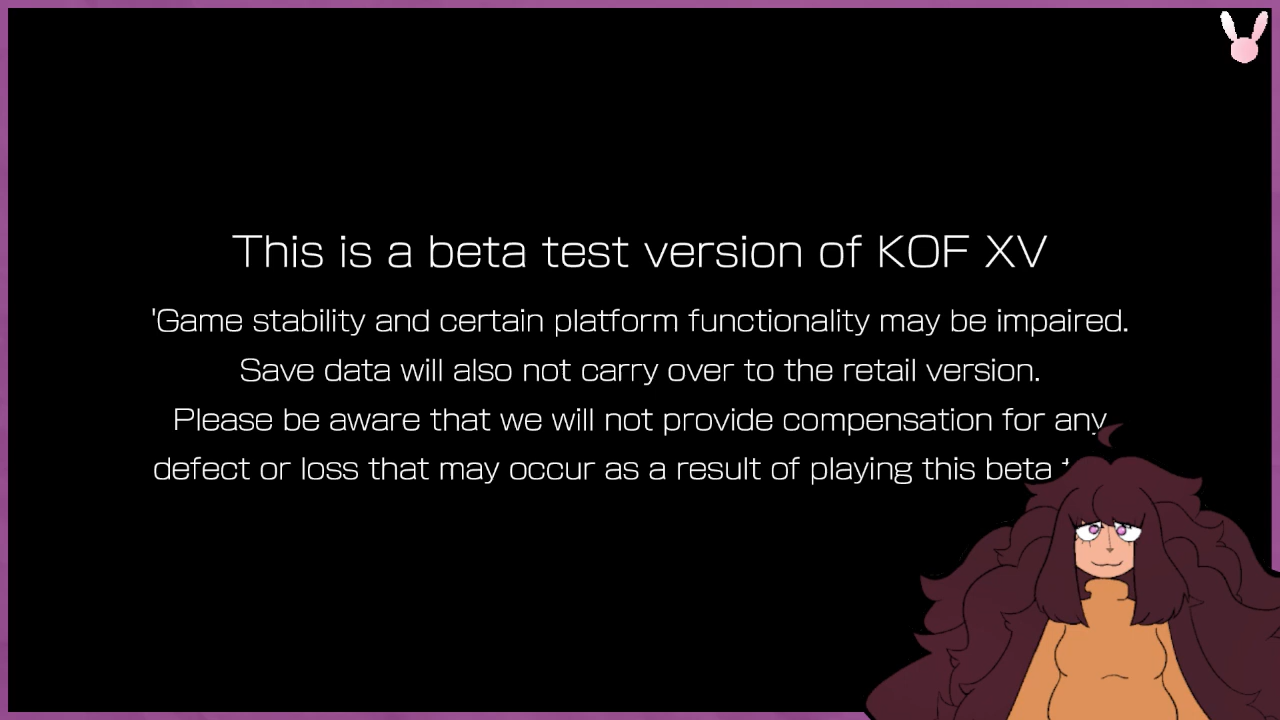 This is a beta test version of KOF XV
'Game stability and certain platform functionality may be impaired.
Save data will also not carry over to the retail version.
Please be aware that we will not provide compensation for any
defect or loss that may occur as a result of playing this beta